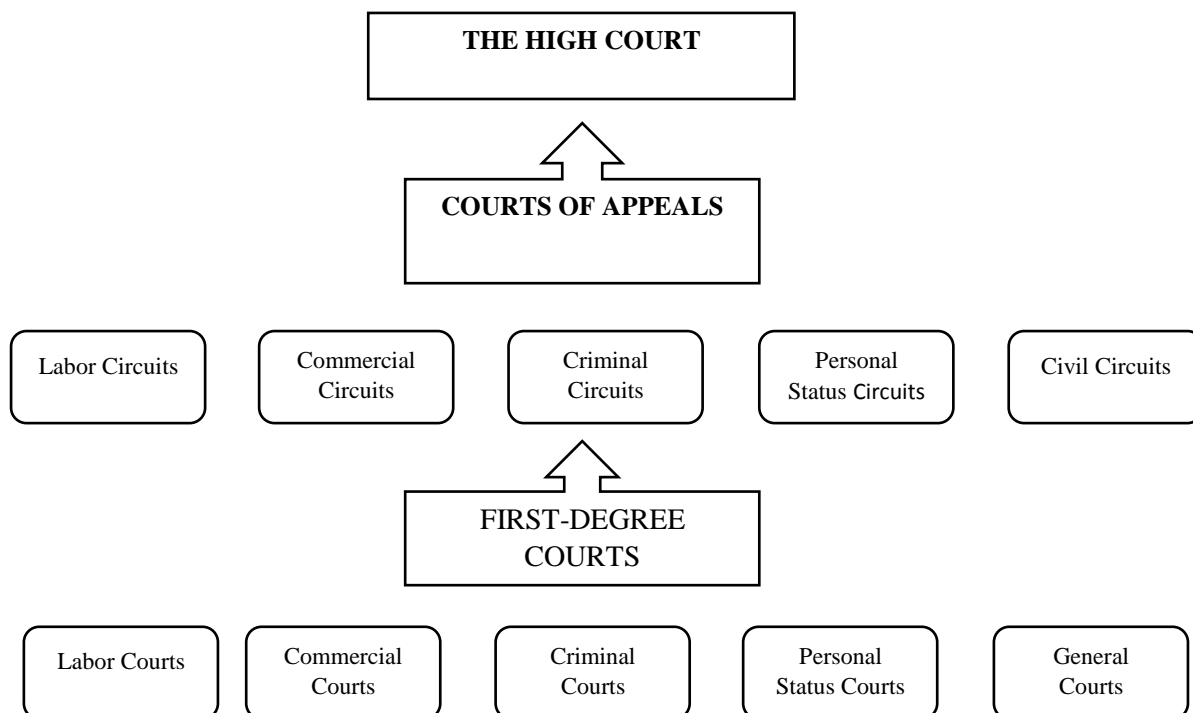 THE HIGH COURT
COURTS OF APPEALS
Labor Circuits
Commercial
Circuits
Criminal
Circuits
Personal
Status Circuits
Civil Circuits
FIRST-DEGREE
COURTS
Labor Courts
Commercial
Courts
Criminal
Courts
Personal
Status Courts
General
Courts